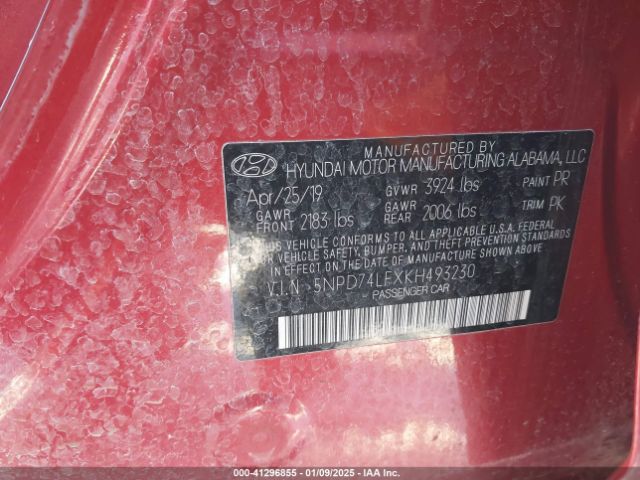 MANUFACTURED BY
HYUNDAI MOTOR MANUFACTURING ALABAMA, LLC
Apr/25/19 GVWR 3924 lbs PAINT PR
GAWR FRONT 2183 lbs GAWR REAR 2006 lbs TRIM PK
THIS VEHICLE CONFORMS TO ALL APPLICABLE U.S.A. FEDERAL
MOTOR VEHICLE SAFETY, BUMPER, AND THEFT PREVENTION STANDARDS
IN EFFECT ON THE DATE OF MANUFACTURE SHOWN ABOVE.
V.I.N : 5NPD74LFXKH493230
PASSENGER CAR
©-41296855 — 01/09/2025 — IAA Inc.